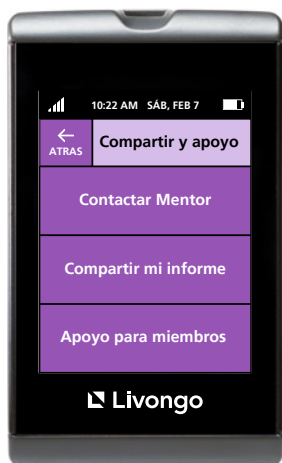 10:22 AM SÁB, FEB 7
ATRAS
Compartir y apoyo
Contactar Mentor
Compartir mi informe
Apoyo para miembros
Livongo